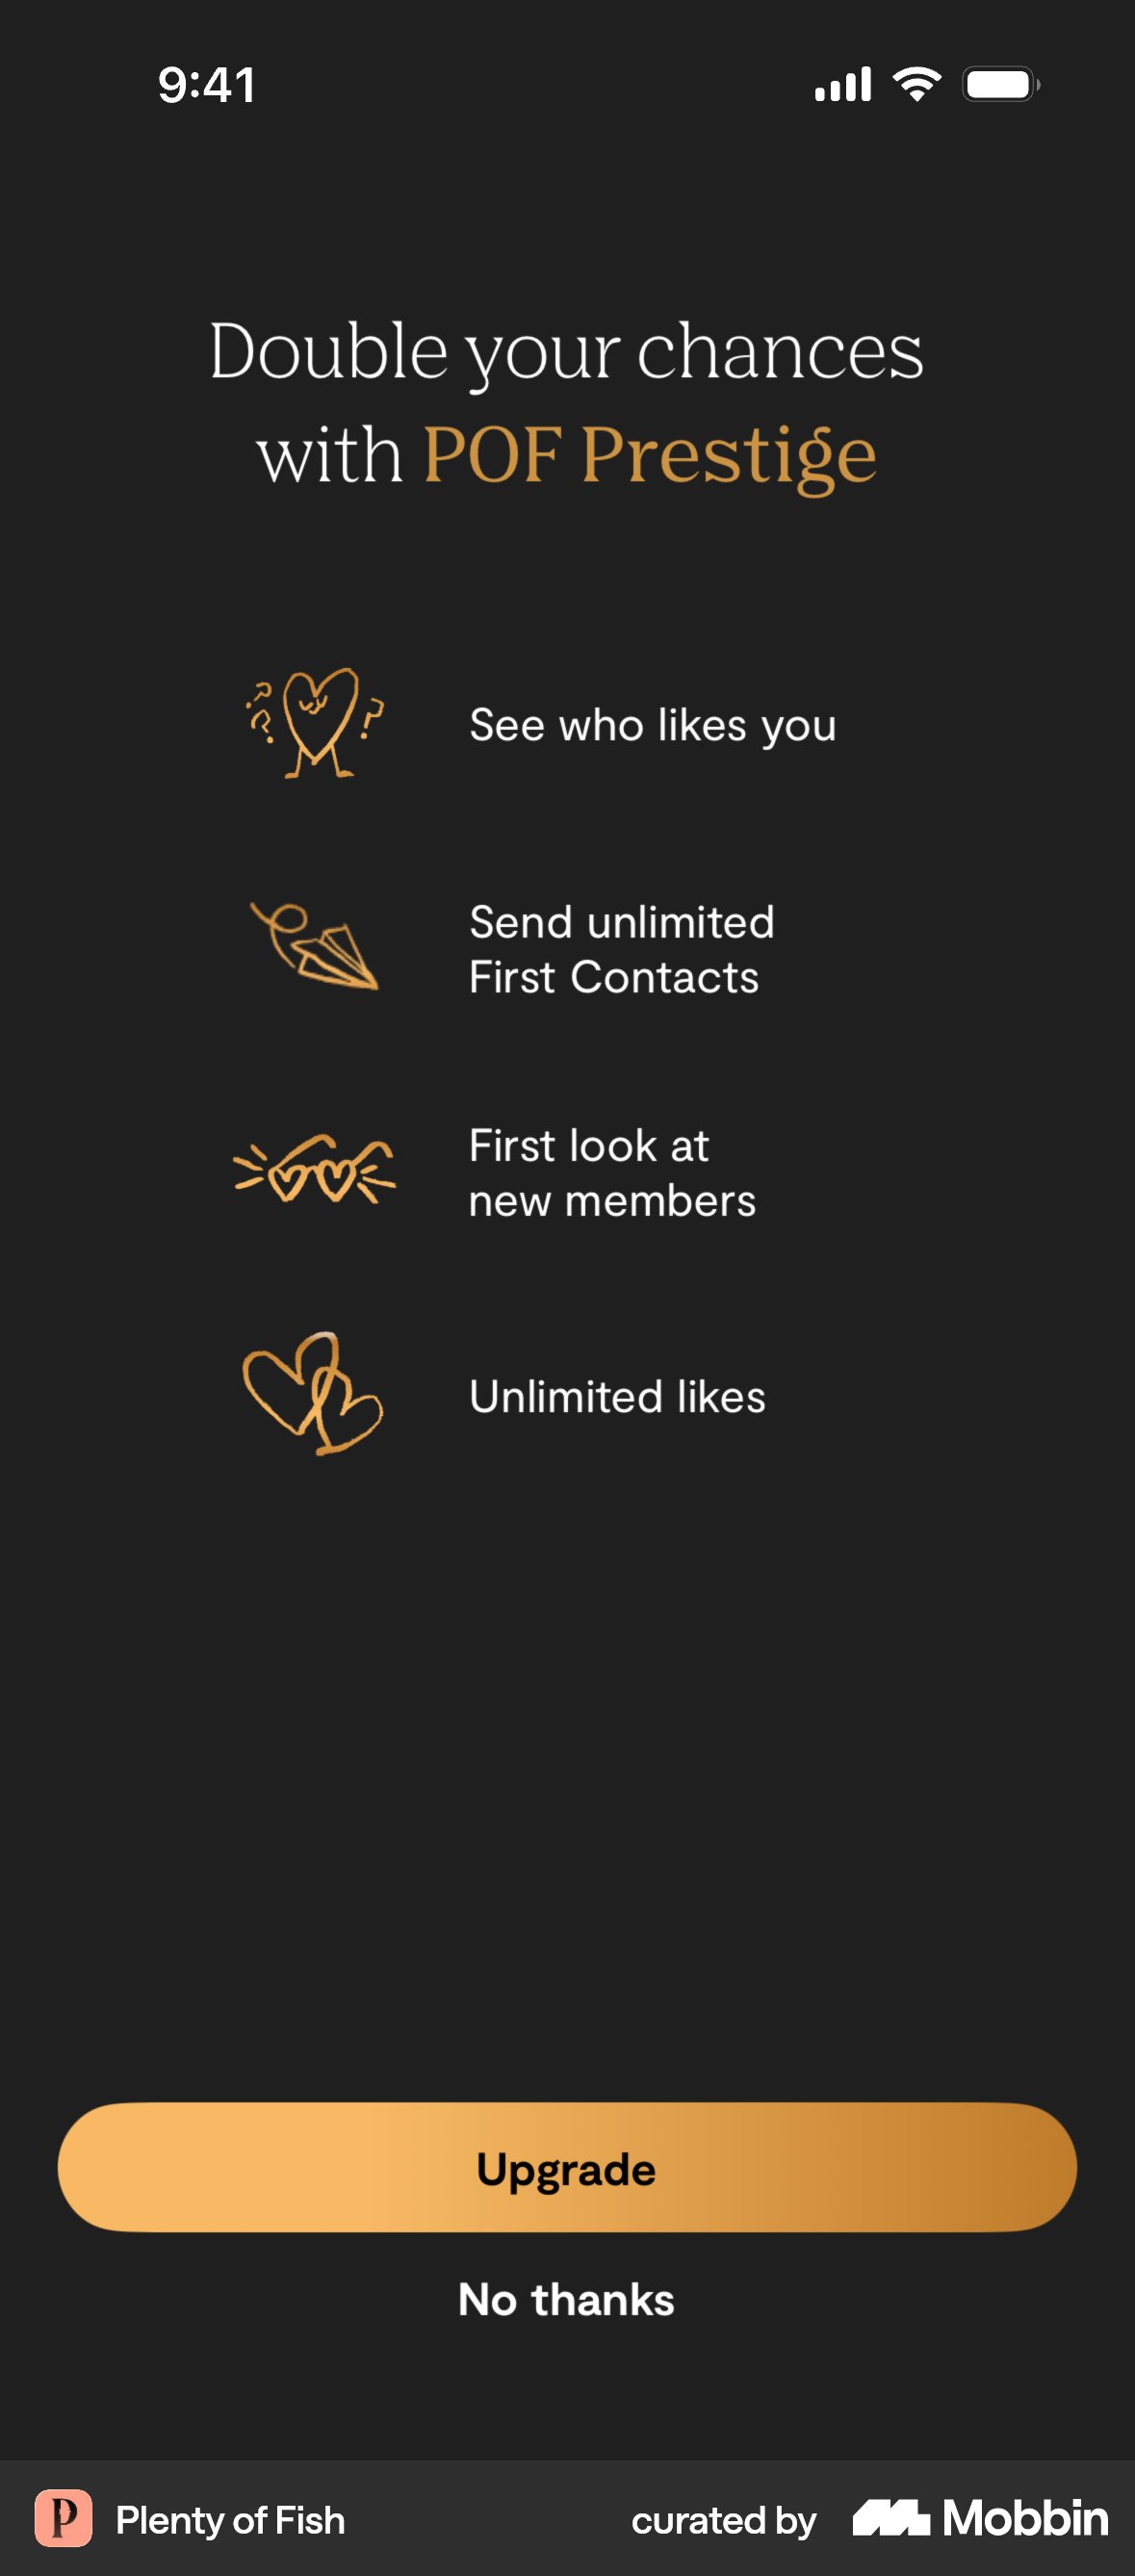 9:41
Double your chances
with POF Prestige
See who likes you
Send unlimited
First Contacts
First look at
new members
Unlimited likes
Upgrade
No thanks
P Plenty of Fish
curated by Mobbin